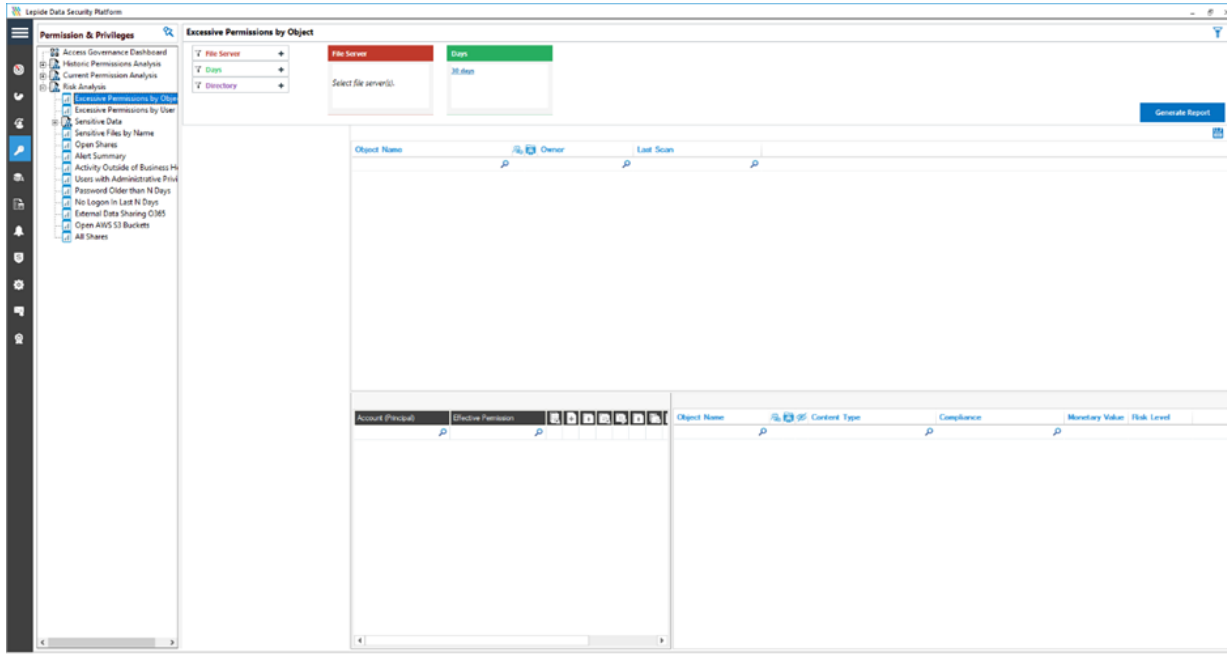 Lepide Data Security Platform
Permission & Privileges
Access Governance Dashboard
Historic Permissions Analysis
Current Permission Analysis
Risk Analysis
Excessive Permissions by Obje
Excessive Permissions by User
Sensitive Data
Sensitive Files by Name
Open Shares
Alert Summary
Activity Outside of Business H
Users with Administrative Privi
Password Older than N Days
No Logon In Last N Days
External Data Sharing O365
Open AWS S3 Buckets
All Shares
Excessive Permissions by Object
File Server +
Days +
Directory +
File Server
Select file server(s).
Days
30 days
Generate Report
Object Name Owner Last Scan
Account (Principal) Effective Permission
Object Name Content Type Compliance Monetary Value Risk Level